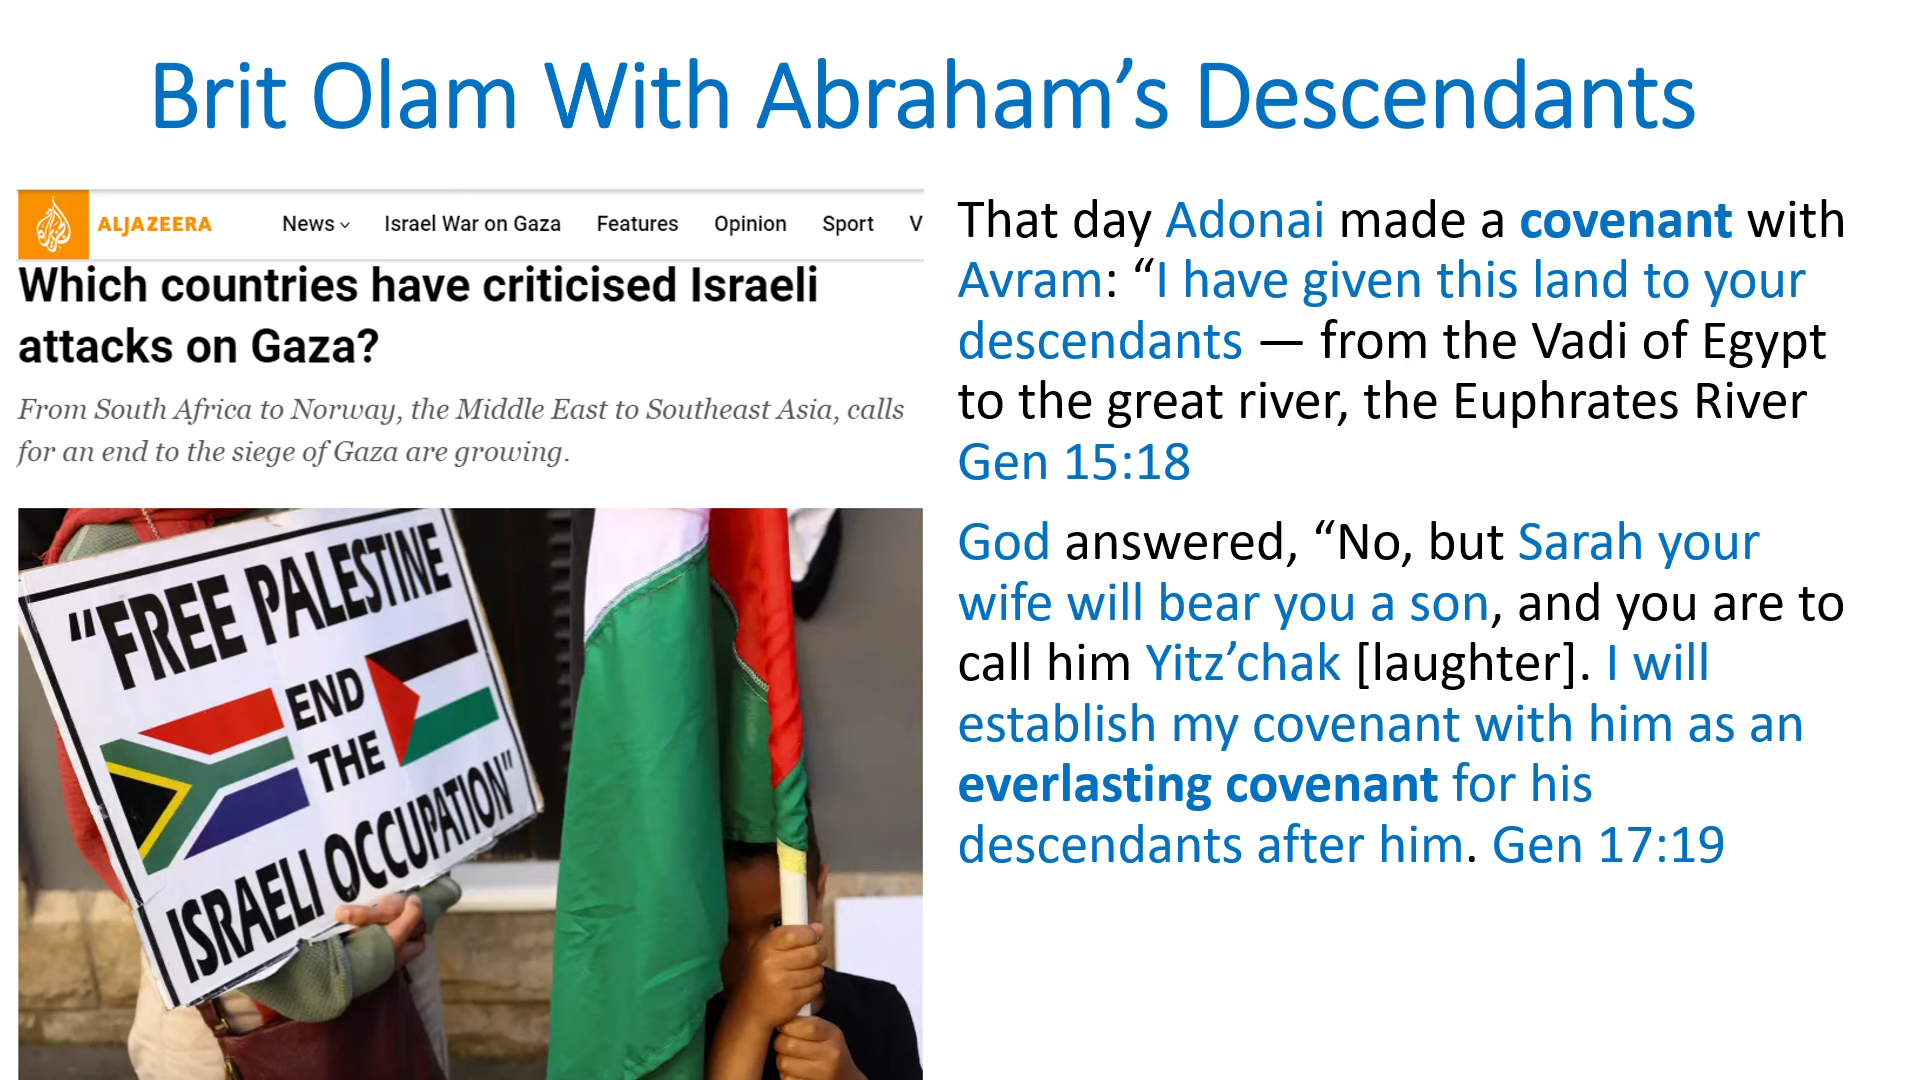 Brit Olam With Abraham’s Descendants
ALJAZEERA News Israel War on Gaza Features Opinion Sport V
Which countries have criticised Israeli
attacks on Gaza?
From South Africa to Norway, the Middle East to Southeast Asia, calls
for an end to the siege of Gaza are growing.
“FREE PALESTINE
END
THE
ISRAELI OCCUPATION”
That day Adonai made a covenant with
Avram: “I have given this land to your
descendants — from the Vadi of Egypt
to the great river, the Euphrates River
Gen 15:18
God answered, “No, but Sarah your
wife will bear you a son, and you are to
call him Yitz’chak [laughter]. I will
establish my covenant with him as an
everlasting covenant for his
descendants after him. Gen 17:19